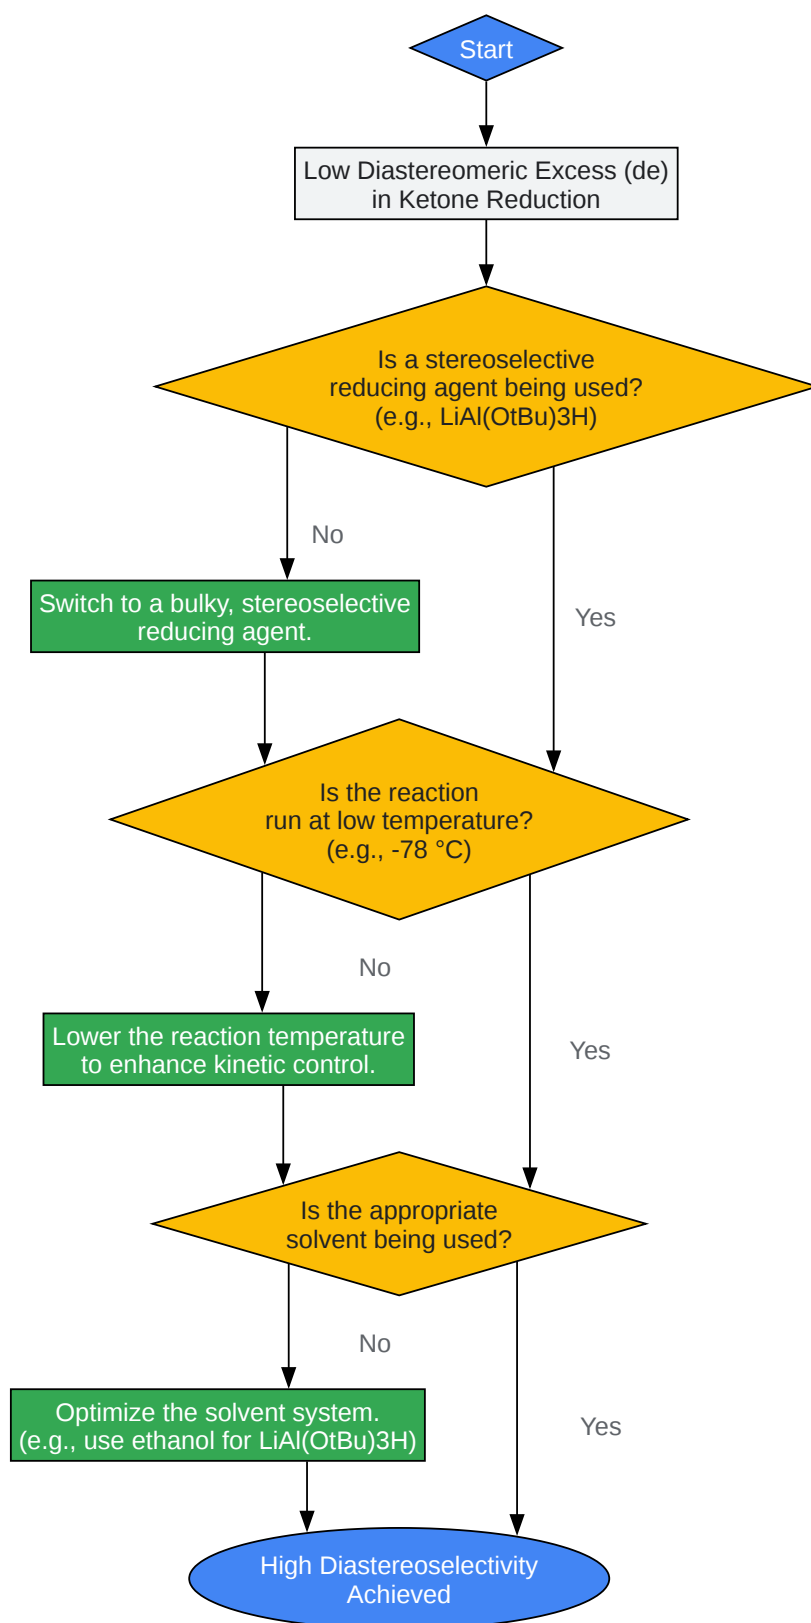 Start
Low Diastereomeric Excess (de)
in Ketone Reduction
Is a stereoselective
reducing agent being used?
(e.g., LiAl(OtBu)3H)
No
Switch to a bulky, stereoselective
reducing agent.
Yes
Is the reaction
run at low temperature?
(e.g., -78 °C)
No
Lower the reaction temperature
to enhance kinetic control.
Yes
Is the appropriate
solvent being used?
No
Optimize the solvent system.
(e.g., use ethanol for LiAl(OtBu)3H)
Yes
High Diastereoselectivity
Achieved